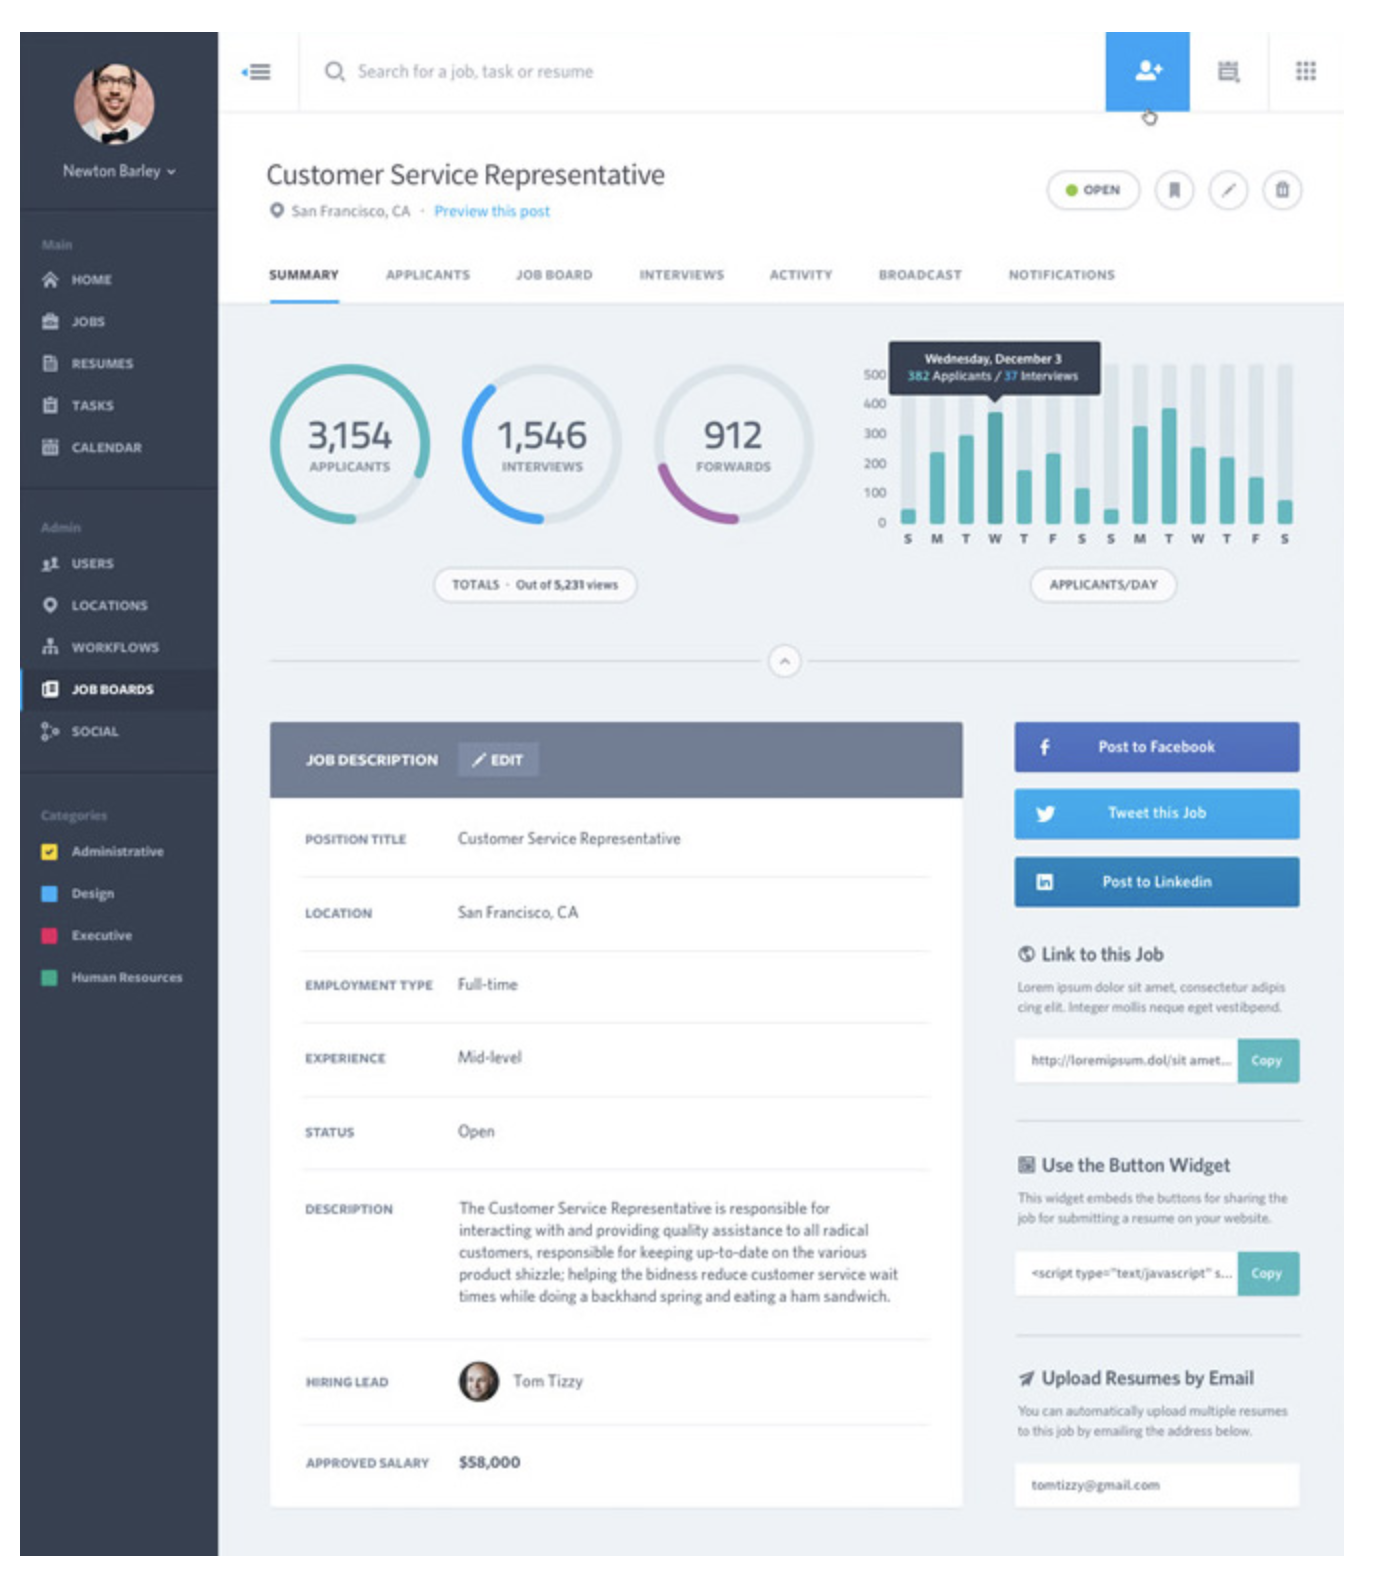 Newton Barley
Main
HOME
JOBS
RESUMES
TASKS
CALENDAR
Admin
USERS
LOCATIONS
WORKFLOWS
JOB BOARDS
SOCIAL
Categories
Administrative
Design
Executive
Human Resources
Search for a job, task or resume
Customer Service Representative
San Francisco, CA · Preview this post
OPEN
SUMMARY APPLICANTS JOB BOARD INTERVIEWS ACTIVITY BROADCAST NOTIFICATIONS
3,154
APPLICANTS
1,546
INTERVIEWS
912
FORWARDS
TOTALS · Out of 5,231 views
Wednesday, December 3
382 Applicants / 37 Interviews
500
400
300
200
100
0
S M T W T F S S M T W T F S
APPLICANTS/DAY
JOB DESCRIPTION EDIT
POSITION TITLE Customer Service Representative
LOCATION San Francisco, CA
EMPLOYMENT TYPE Full-time
EXPERIENCE Mid-level
STATUS Open
DESCRIPTION The Customer Service Representative is responsible for
interacting with and providing quality assistance to all radical
customers, responsible for keeping up-to-date on the various
product shizzle; helping the bidness reduce customer service wait
times while doing a backhand spring and eating a ham sandwich.
HIRING LEAD Tom Tizzy
APPROVED SALARY $58,000
Post to Facebook
Tweet this Job
Post to Linkedin
Link to this Job
Lorem ipsum dolor sit amet, consectetur adipis
cing elit. Integer mollis neque eget vestibpend.
http://loremipsum.dol/sit amet... Copy
Use the Button Widget
This widget embeds the buttons for sharing the
job for submitting a resume on your website.
<script type="text/javascript" s... Copy
Upload Resumes by Email
You can automatically upload multiple resumes
to this job by emailing the address below.
tomtizzy@gmail.com